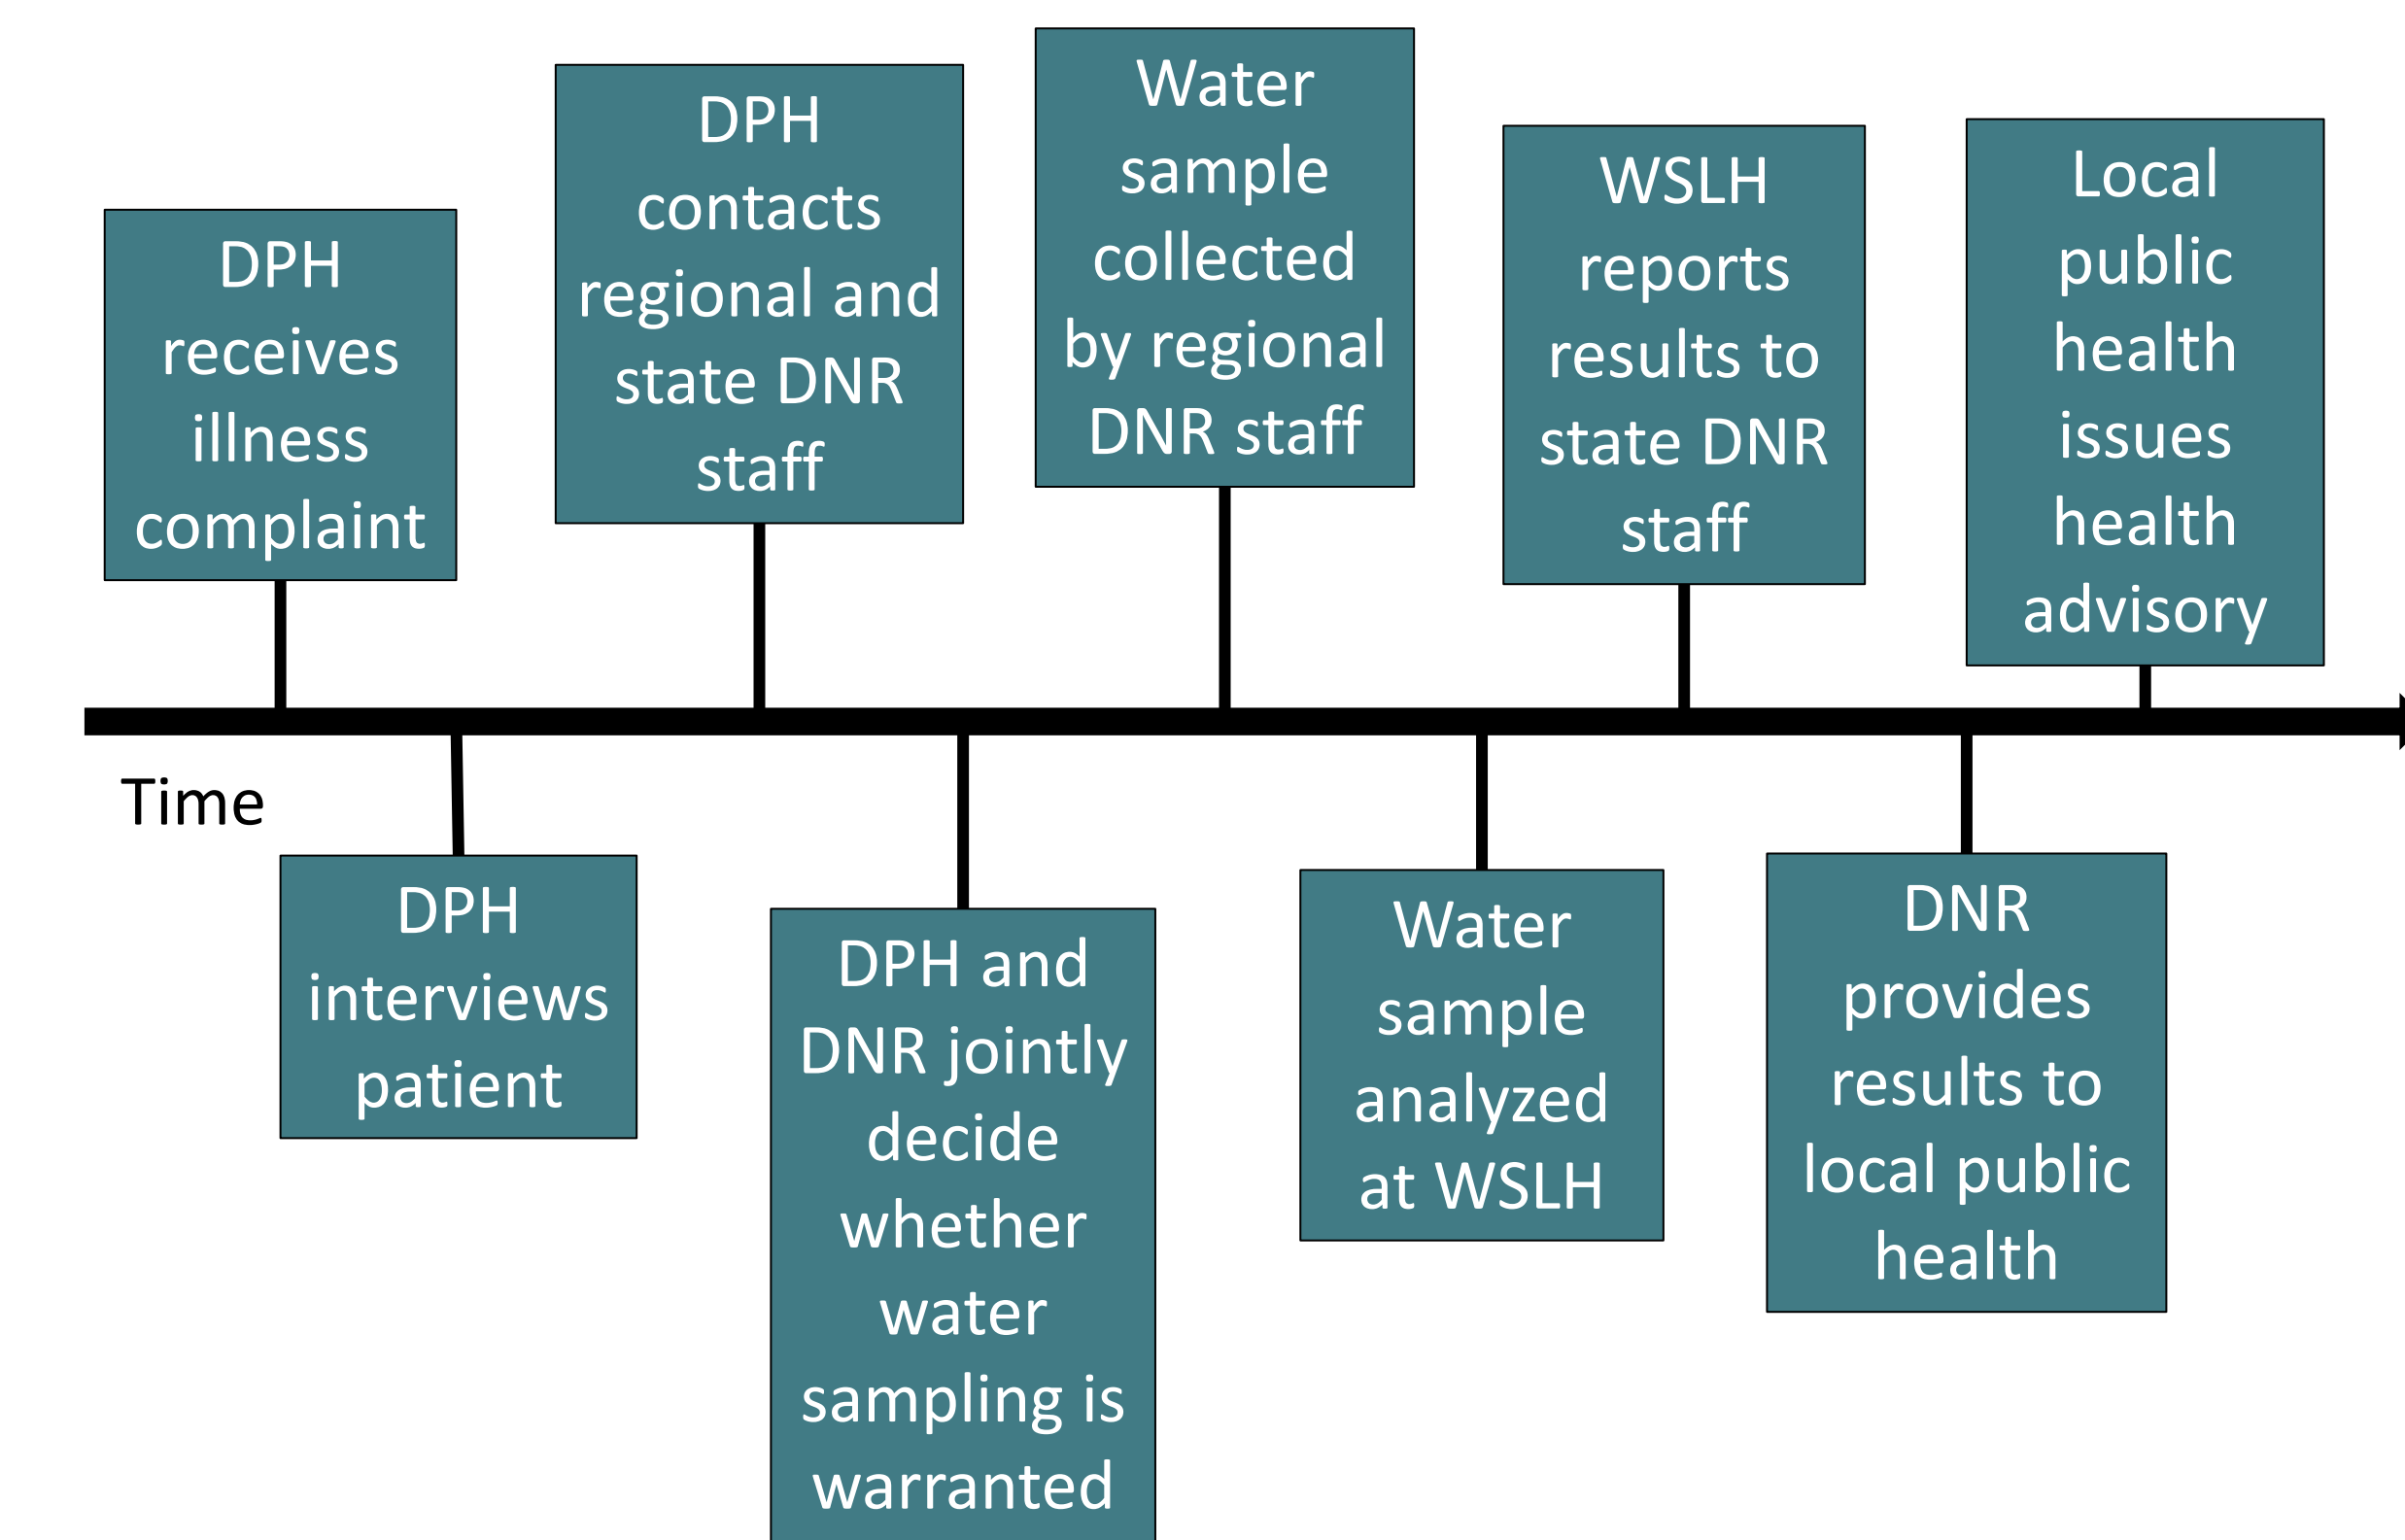 DPH
receives
illness
complaint
DPH
contacts
regional and
state DNR
staff
Water
sample
collected
by regional
DNR staff
WSLH
reports
results to
state DNR
staff
Local
public
health
issues
health
advisory
Time
DPH
interviews
patient
DPH and
DNR jointly
decide
whether
water
sampling is
warranted
Water
sample
analyzed
at WSLH
DNR
provides
results to
local public
health